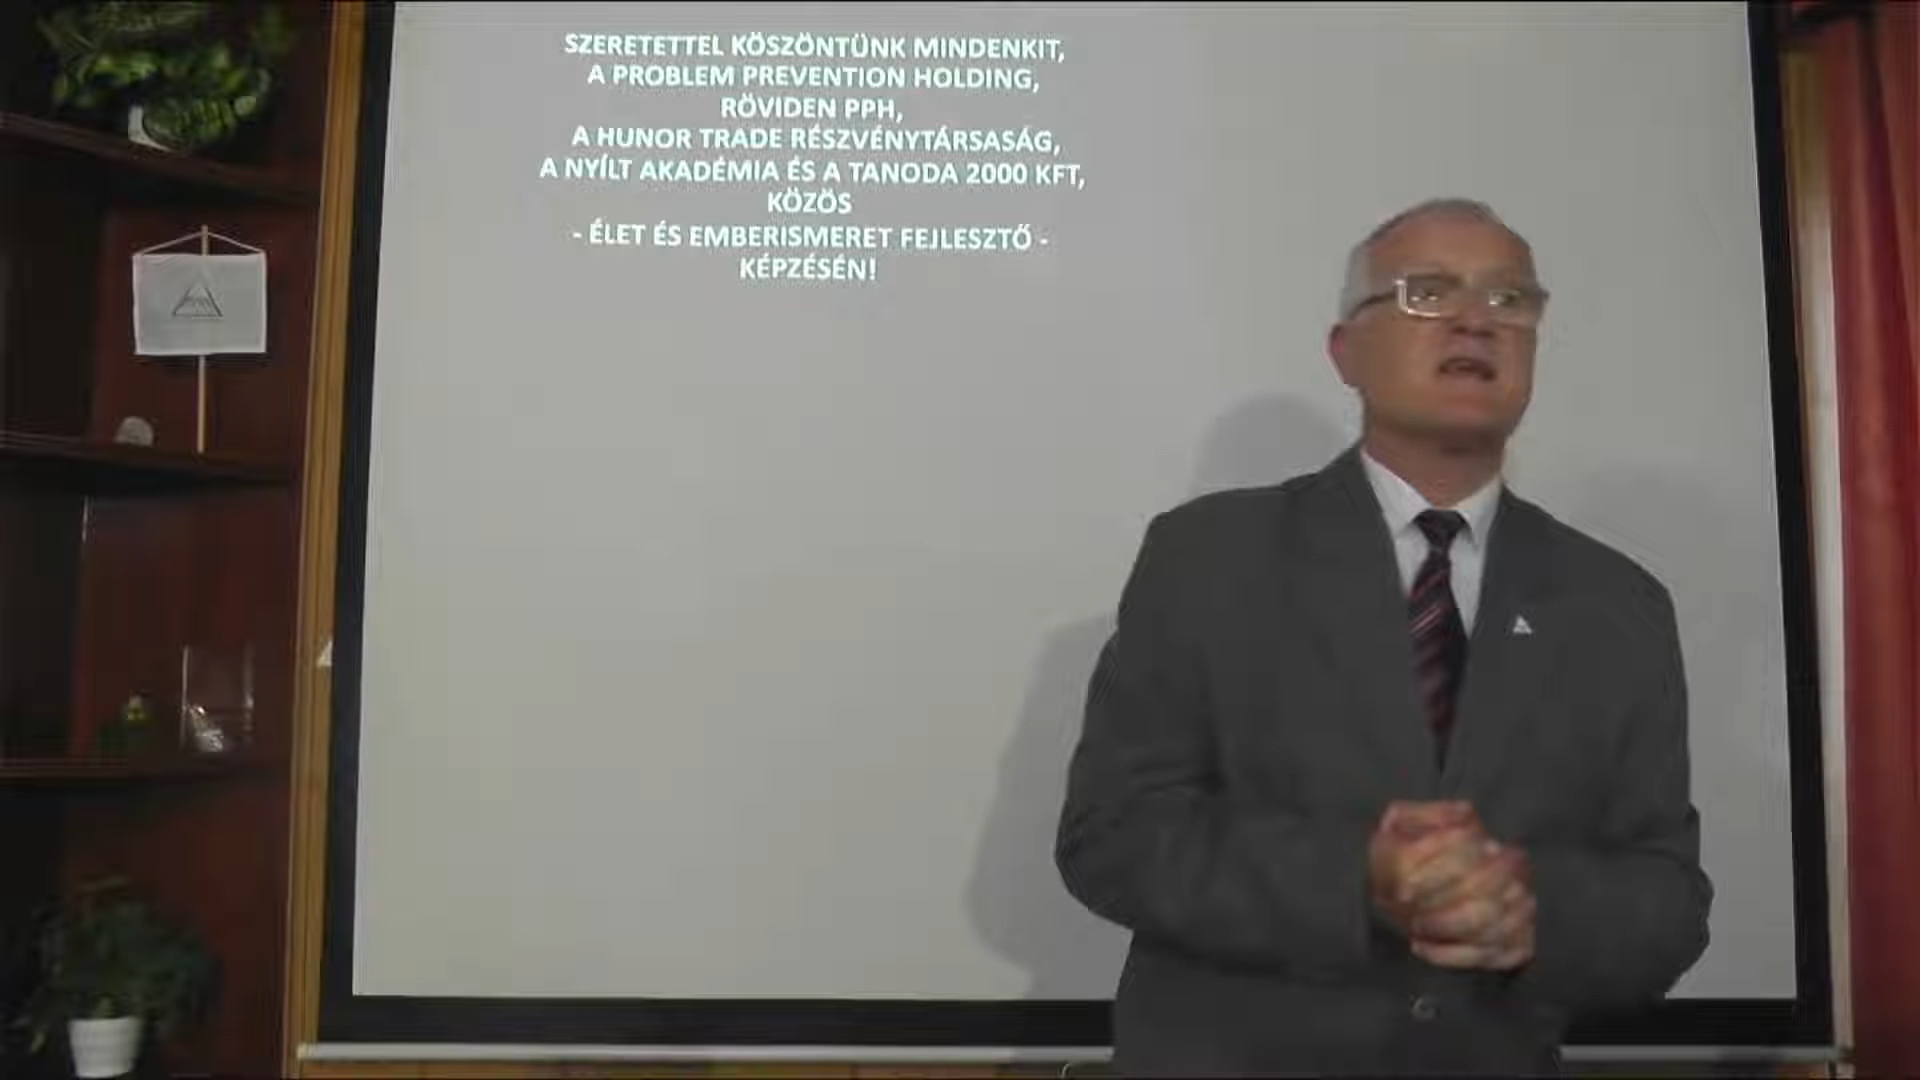 SZERETETTEL KÖSZÖNTÜNK MINDENKIT,
A PROBLEM PREVENTION HOLDING,
RÖVIDEN PPH,
A HUNOR TRADE RÉSZVÉNYTÁRSASÁG,
A NYÍLT AKADÉMIA ÉS A TANODA 2000 KFT,
KÖZÖS
- ÉLET ÉS EMBERISMERET FEJLESZTŐ -
KÉPZÉSÉN!